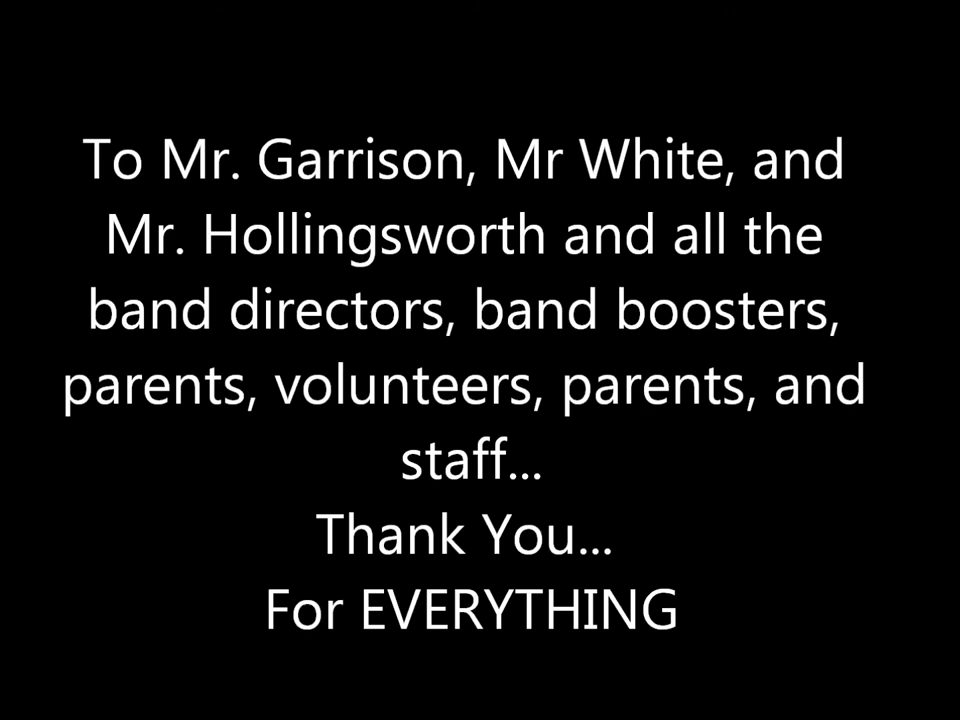 To Mr. Garrison, Mr White, and
Mr. Hollingsworth and all the
band directors, band boosters,
parents, volunteers, parents, and
staff...
Thank You...
For EVERYTHING